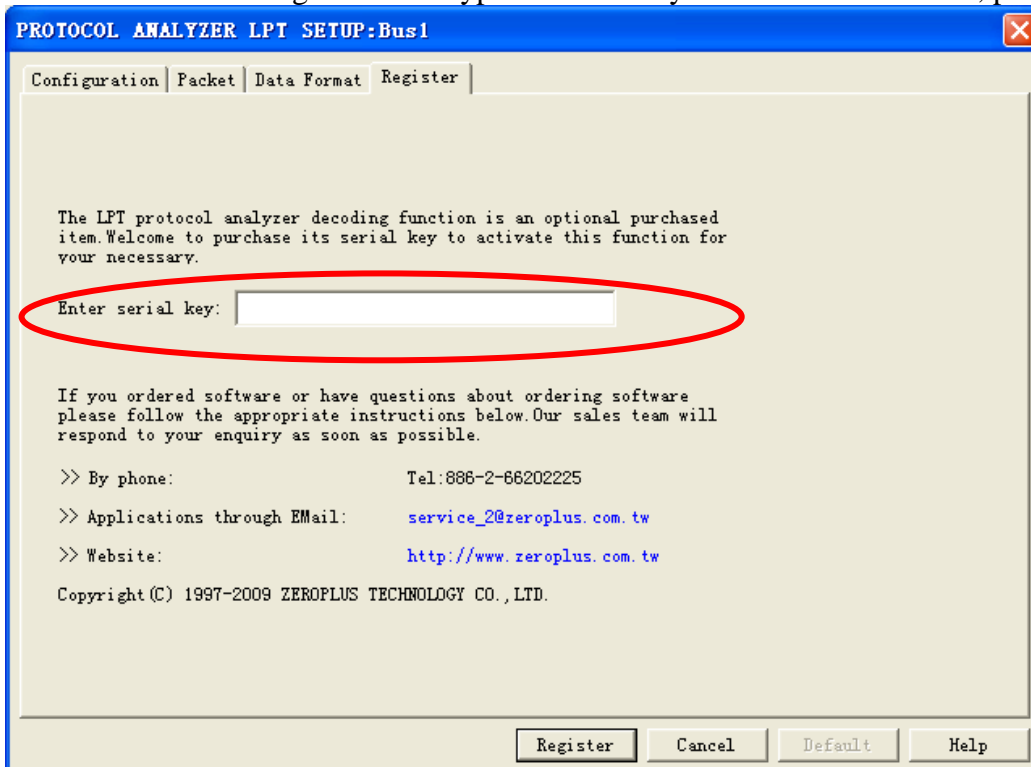 PROTOCOL ANALYZER LPT SETUP:Bus1
Configuration Packet Data Format Register
The LPT protocol analyzer decoding function is an optional purchased
item.Welcome to purchase its serial key to activate this function for
your necessary.
Enter serial key:
If you ordered software or have questions about ordering software
please follow the appropriate instructions below.Our sales team will
respond to your enquiry as soon as possible.
>> By phone: Tel:886-2-66202225
>> Applications through EMail: service_2@zeroplus.com.tw
>> Website: http://www.zeroplus.com.tw
Copyright(C) 1997-2009 ZEROPLUS TECHNOLOGY CO.,LTD.
Register Cancel Default Help